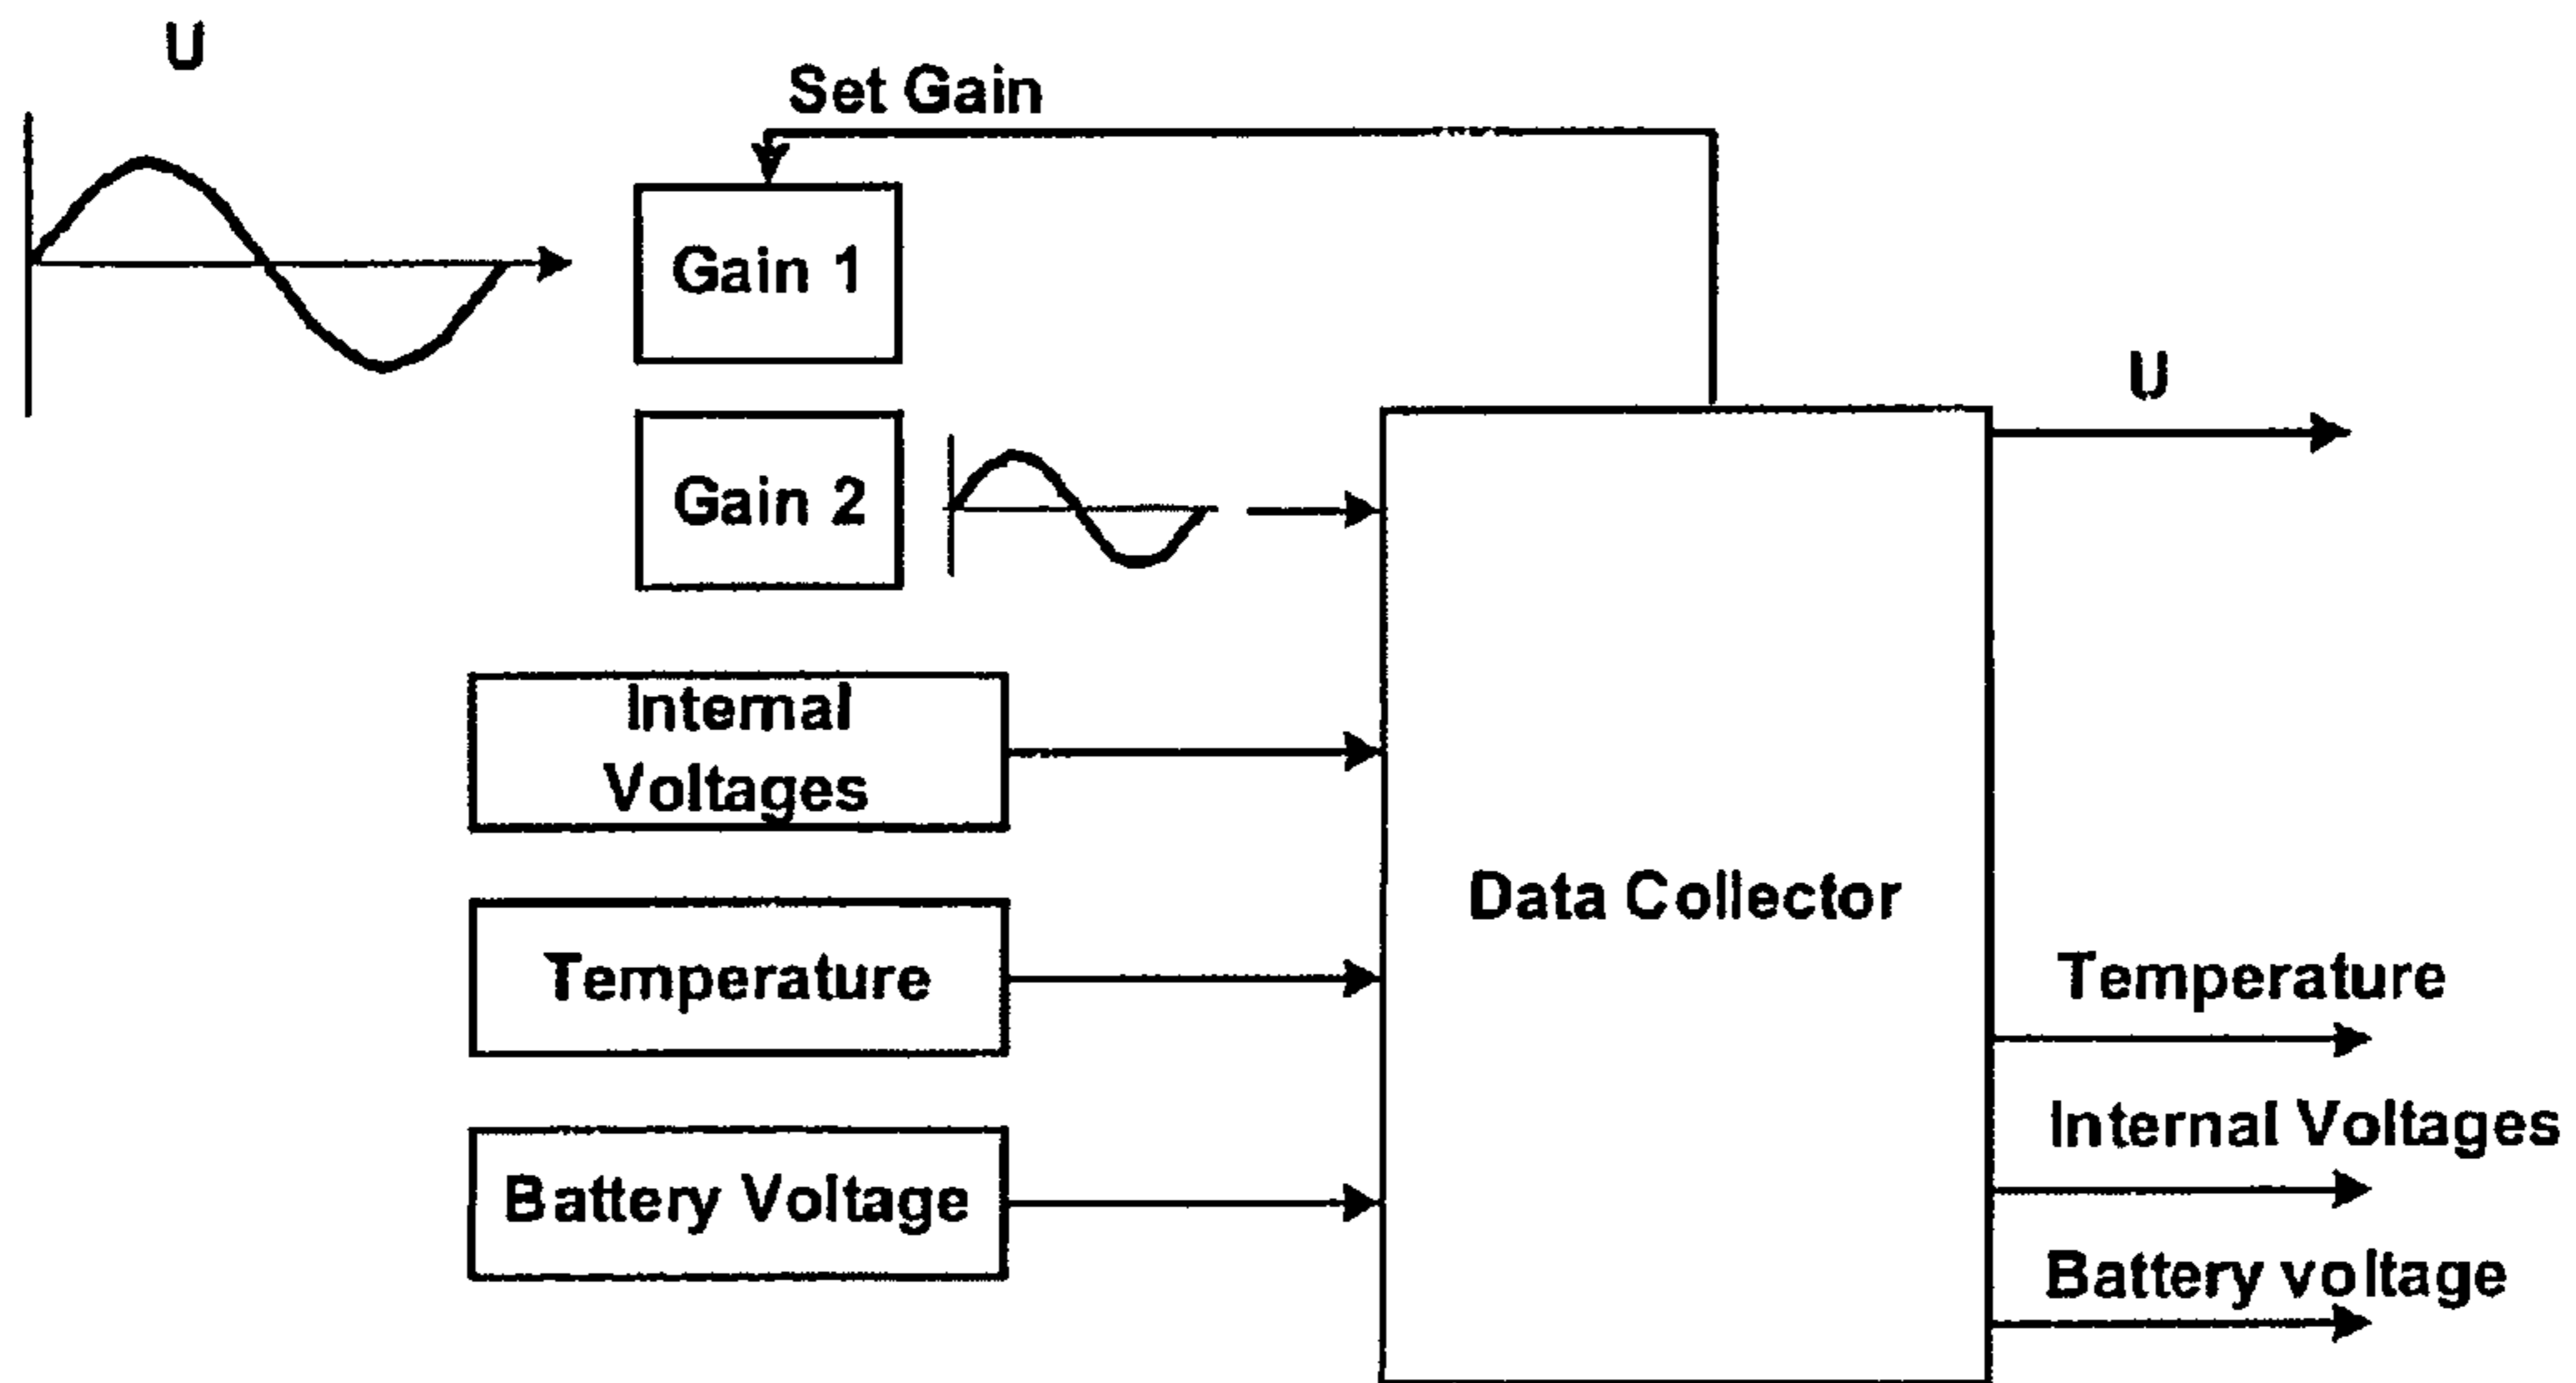 U
Set Gain
Gain 1
U
Gain 2
Internal
Voltages
Data Collector
Temperature
Temperature
Internal Voltages
Battery Voltage
Battery voltage